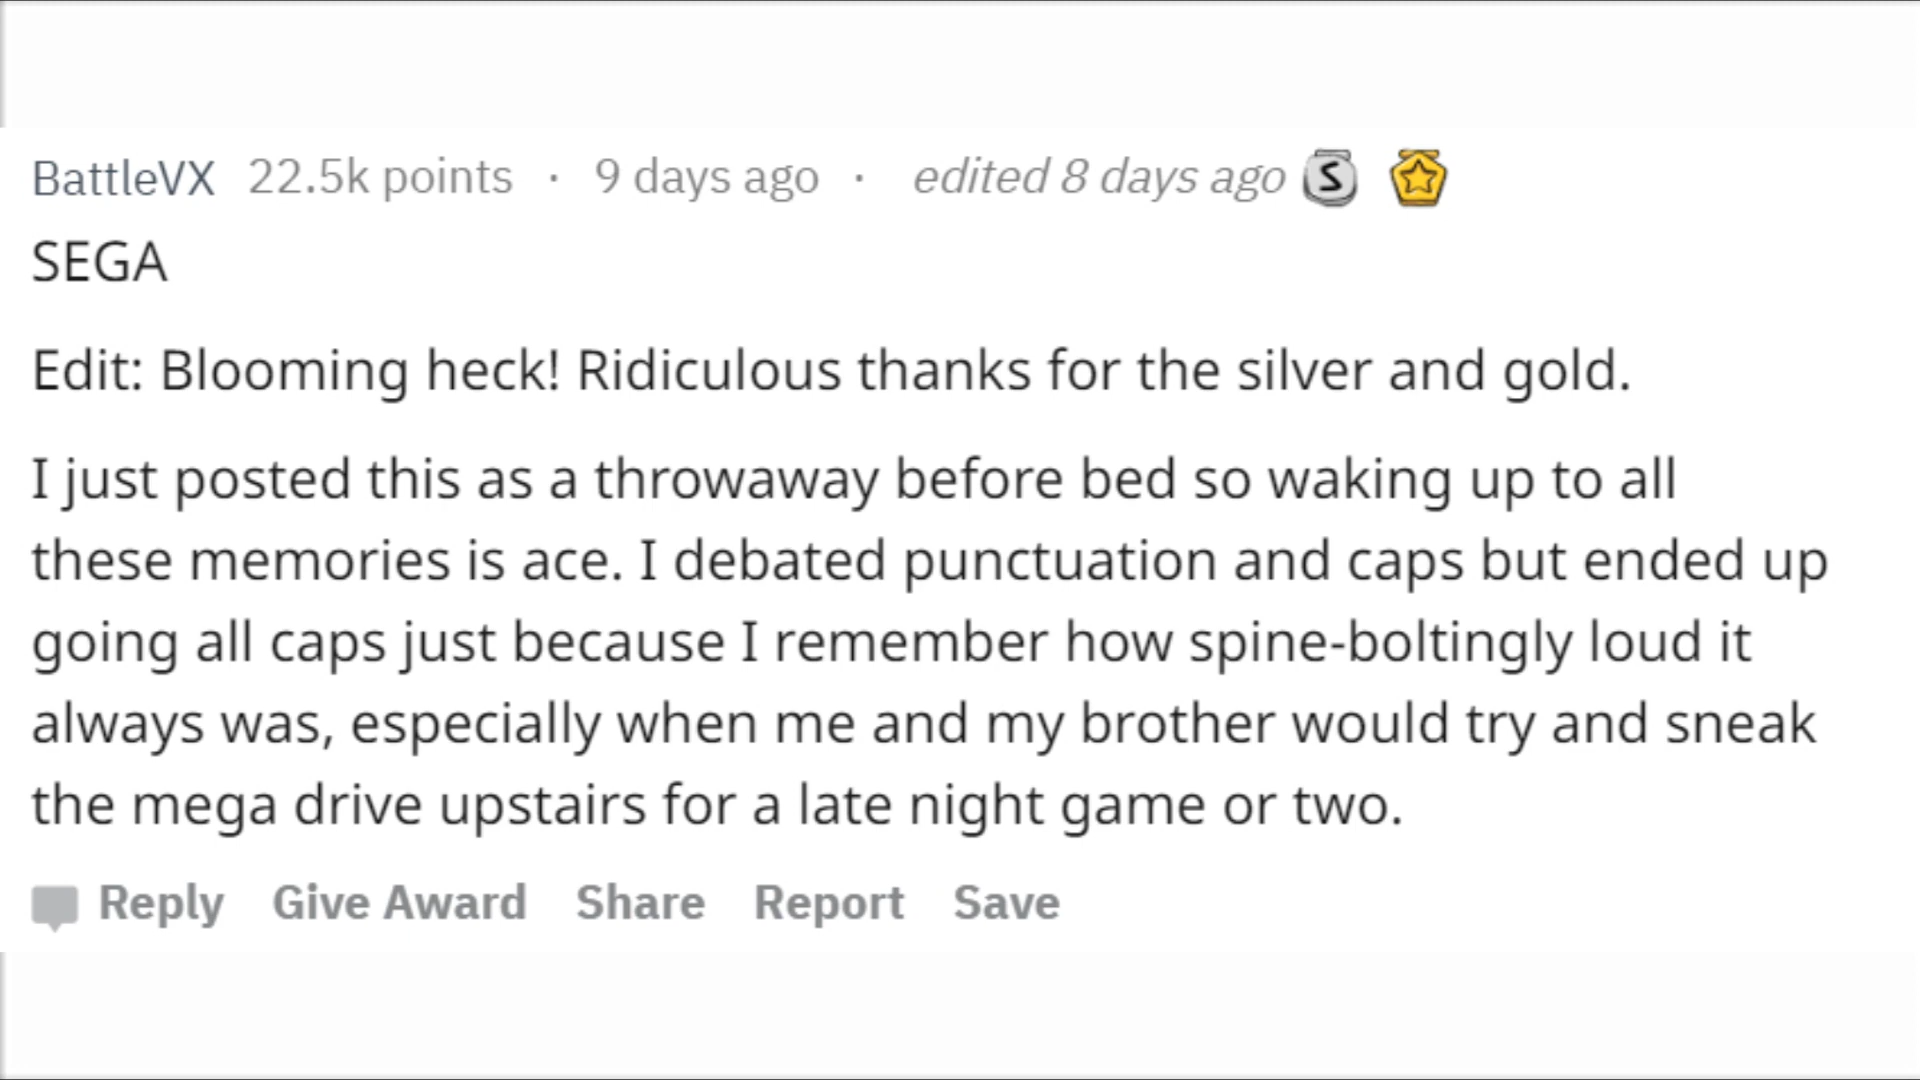 BattleVX 22.5k points · 9 days ago · edited 8 days ago S
SEGA
Edit: Blooming heck! Ridiculous thanks for the silver and gold.
I just posted this as a throwaway before bed so waking up to all
these memories is ace. I debated punctuation and caps but ended up
going all caps just because I remember how spine-boltingly loud it
always was, especially when me and my brother would try and sneak
the mega drive upstairs for a late night game or two.
Reply Give Award Share Report Save